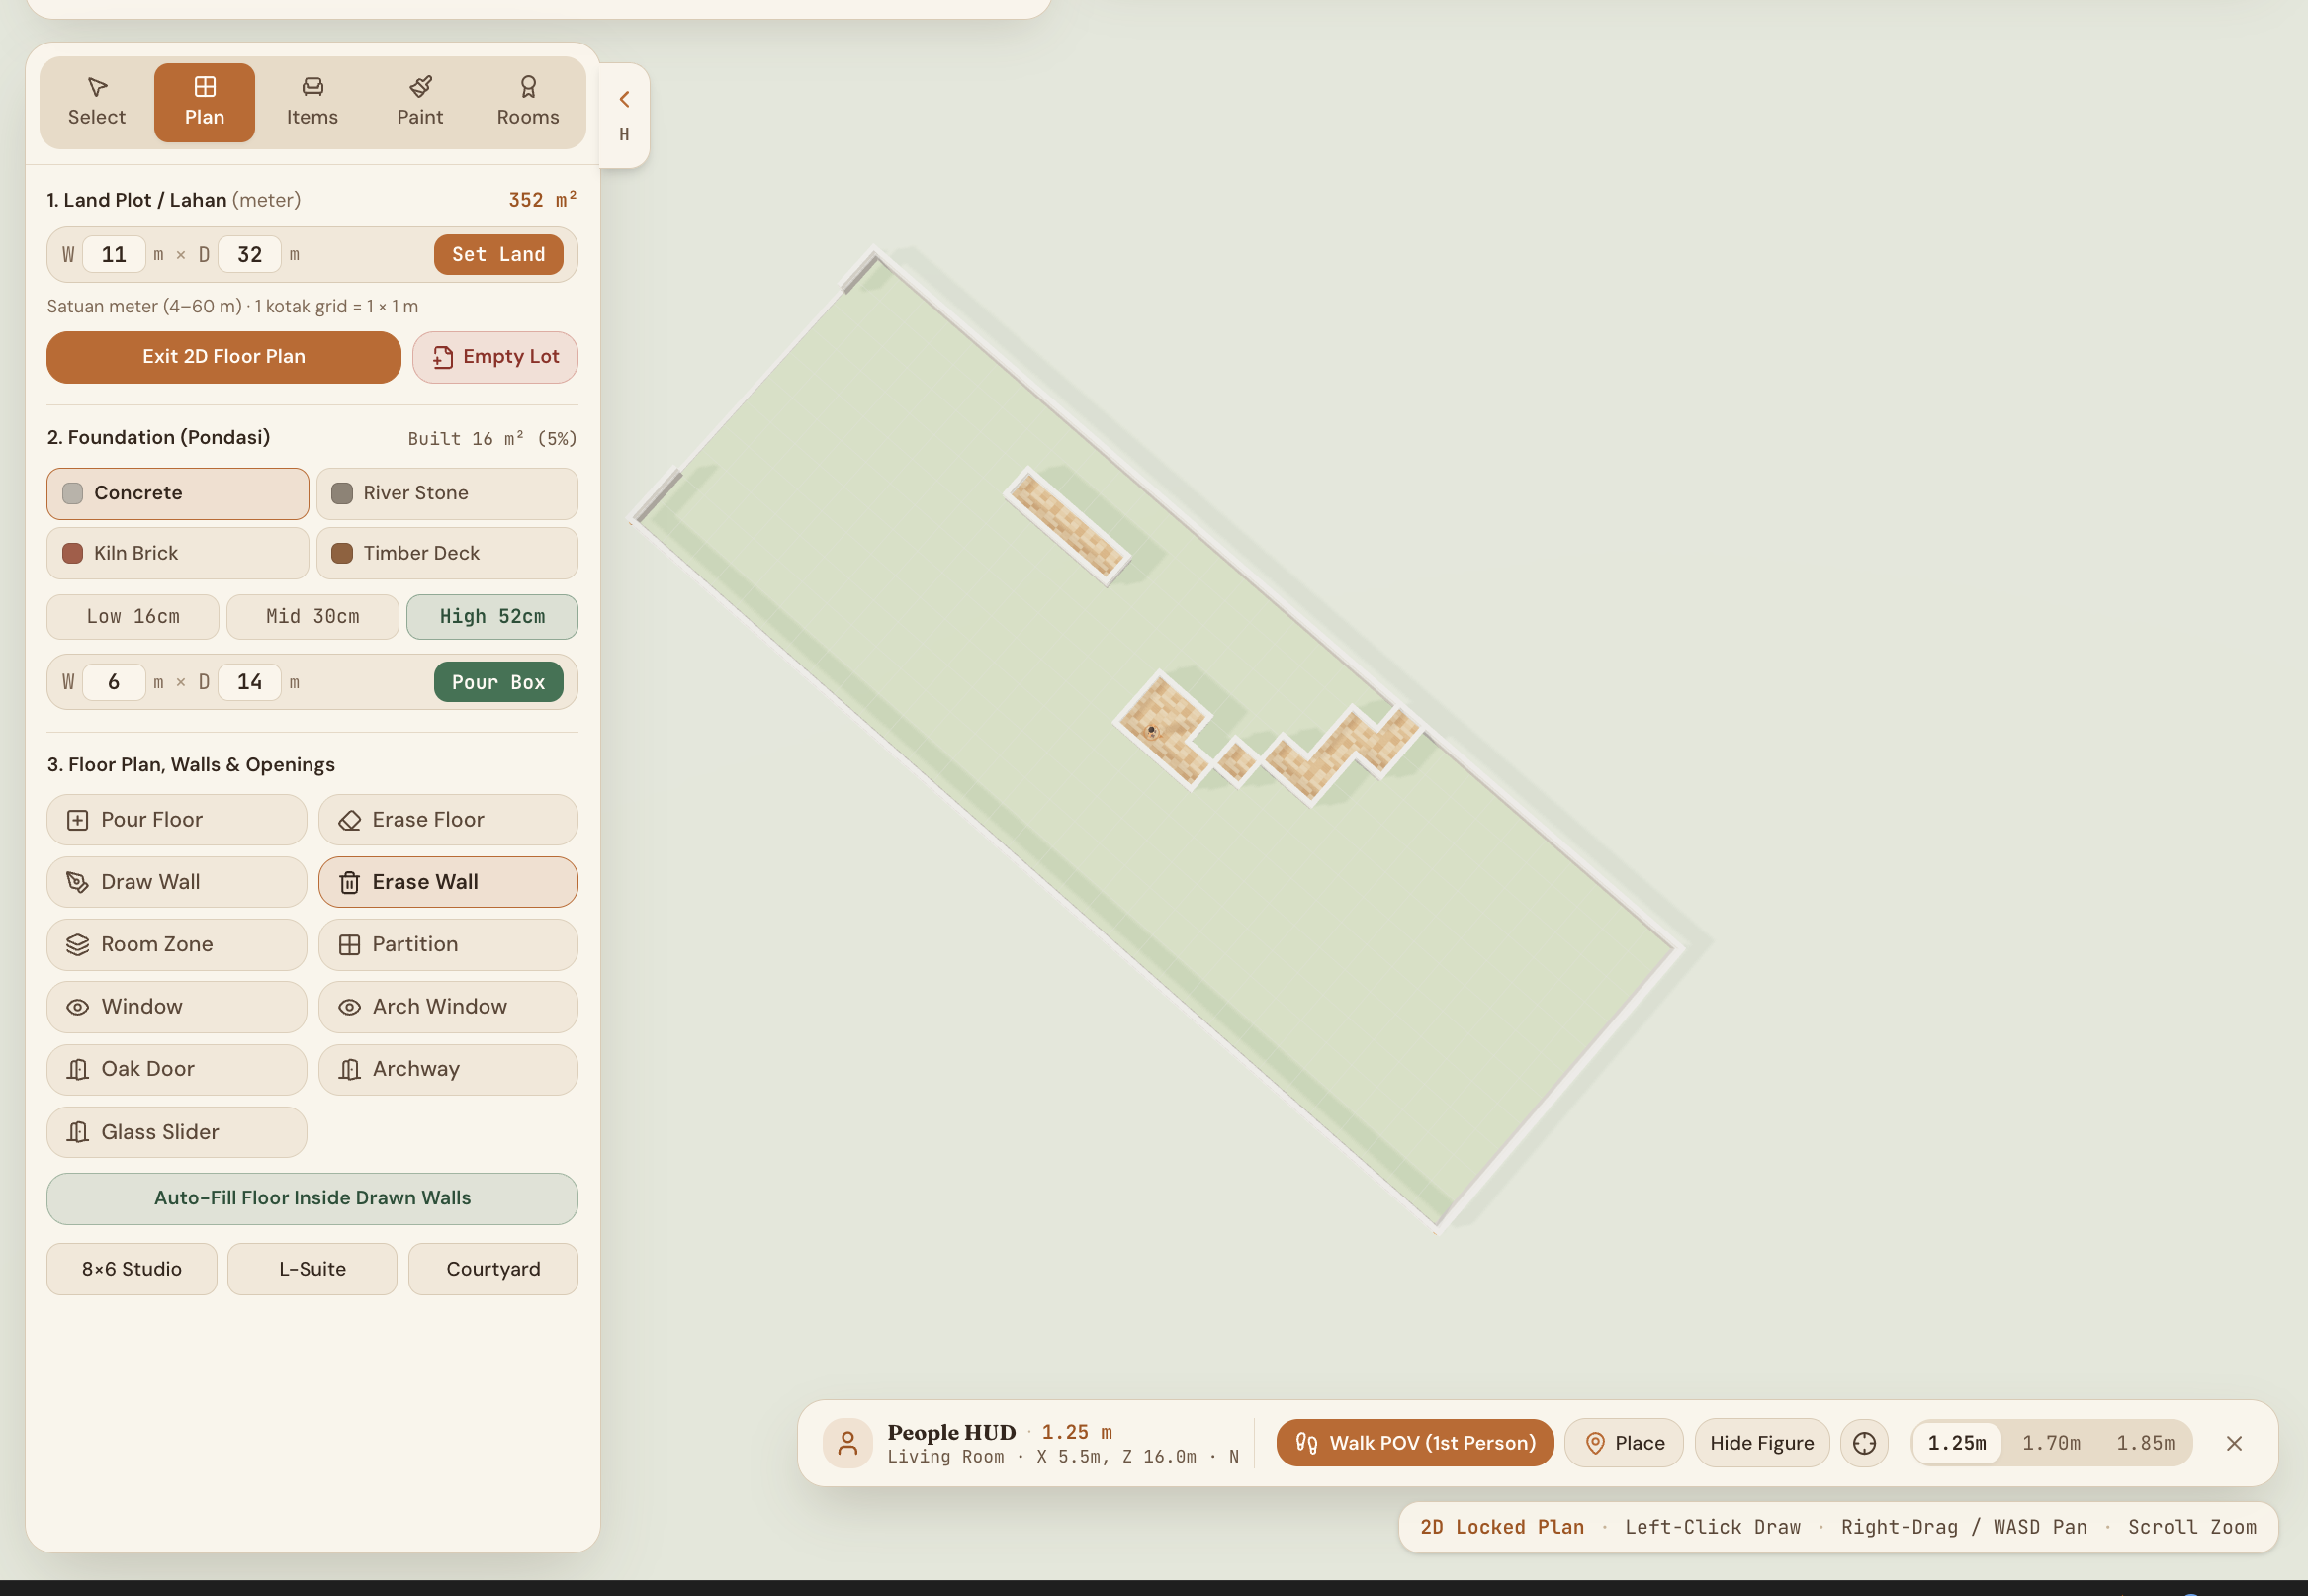 Select
Plan
Items
Paint
Rooms
H
1. Land Plot / Lahan (meter)
352 m²
W 11 m × D 32 m
Set Land
Satuan meter (4–60 m) · 1 kotak grid = 1 × 1 m
Exit 2D Floor Plan
Empty Lot
2. Foundation (Pondasi)
Built 16 m² (5%)
Concrete
River Stone
Kiln Brick
Timber Deck
Low 16cm
Mid 30cm
High 52cm
W 6 m × D 14 m
Pour Box
3. Floor Plan, Walls & Openings
Pour Floor
Erase Floor
Draw Wall
Erase Wall
Room Zone
Partition
Window
Arch Window
Oak Door
Archway
Glass Slider
Auto-Fill Floor Inside Drawn Walls
8×6 Studio
L-Suite
Courtyard
People HUD · 1.25 m
Living Room · X 5.5m, Z 16.0m · N
Walk POV (1st Person)
Place
Hide Figure
1.25m
1.70m
1.85m
2D Locked Plan · Left-Click Draw · Right-Drag / WASD Pan · Scroll Zoom